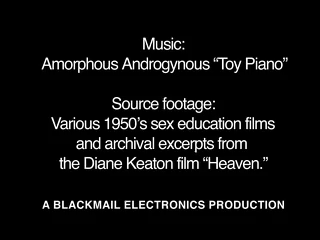 Music:
Amorphous Androgynous “Toy Piano”
Source footage:
Various 1950’s sex education films
and archival excerpts from
the Diane Keaton film “Heaven.”
A BLACKMAIL ELECTRONICS PRODUCTION